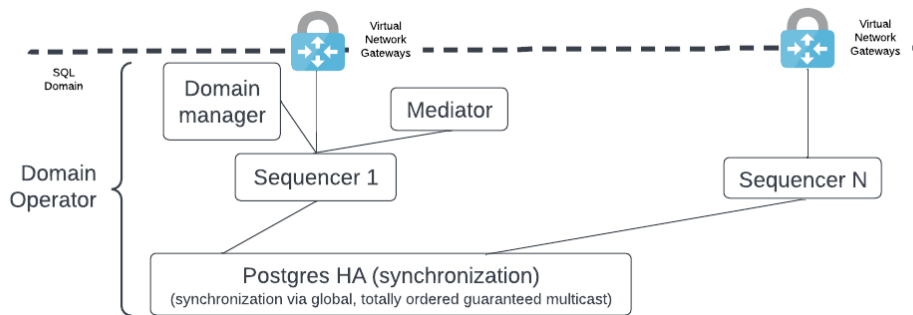 Virtual
Network
Gateways
Virtual
Network
Gateways
SQL
Domain
Domain
manager
Mediator
Domain
Operator
Sequencer 1
Sequencer N
Postgres HA (synchronization)
(synchronization via global, totally ordered guaranteed multicast)